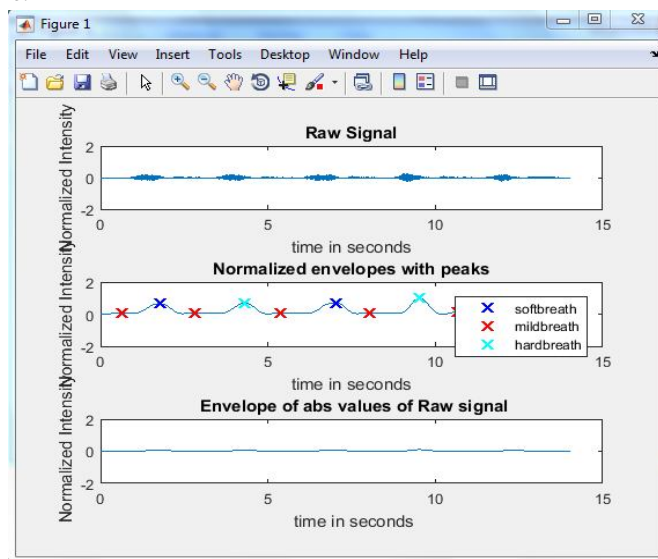 Figure 1
File Edit View Insert Tools Desktop Window Help
Raw Signal
Normalized Intensity
2
0
-2
0 5 10 15
time in seconds
Normalized envelopes with peaks
Normalized Intensity
2
0
-2
softbreath
mildbreath
hardbreath
0 5 10 15
time in seconds
Envelope of abs values of Raw signal
Normalized Intensity
2
0
-2
0 5 10 15
time in seconds